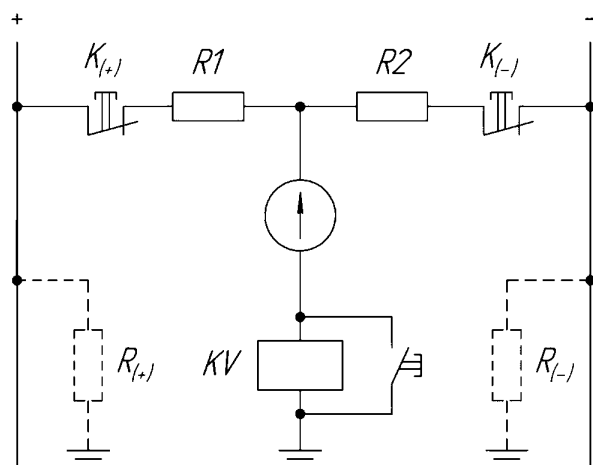 + -
K(+) R1 R2 K(-)
R(+) KV R(-)